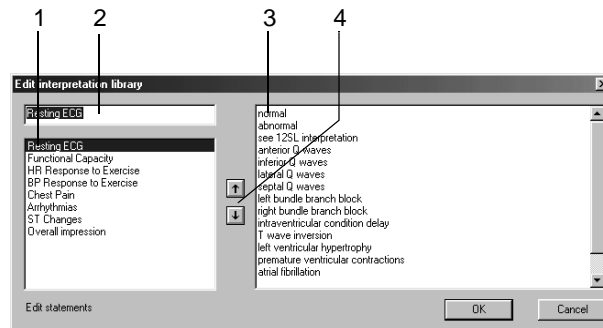 1 2 3 4
Edit interpretation library
Resting ECG
Resting ECG
Functional Capacity
HR Response to Exercise
BP Response to Exercise
Chest Pain
Arrhythmias
ST Changes
Overall impression
normal
abnormal
see 12SL interpretation
anterior Q waves
inferior Q waves
lateral Q waves
septal Q waves
left bundle branch block
right bundle branch block
intraventricular condition delay
T wave inversion
left ventricular hypertrophy
premature ventricular contractions
atrial fibrillation
Edit statements
OK
Cancel